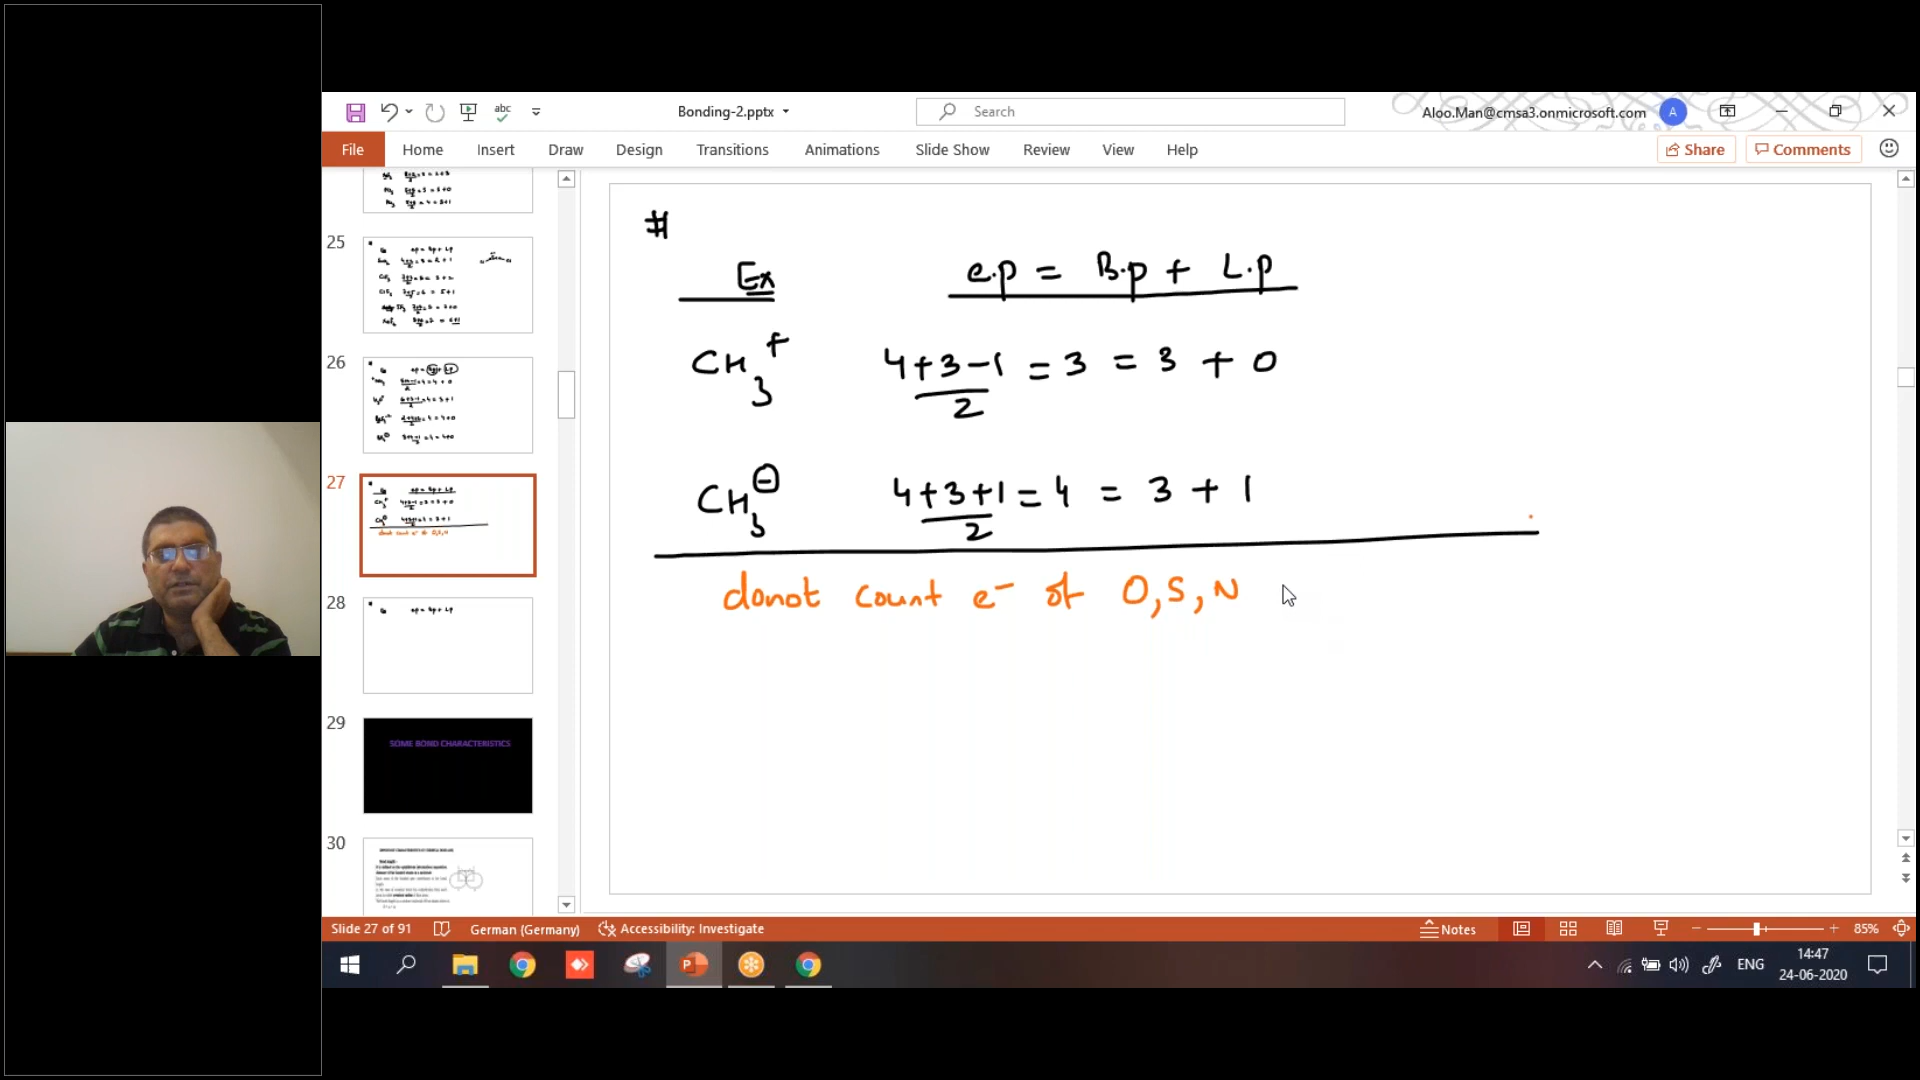 Bonding-2.pptx
Search
Aloo.Man@cmsa3.onmicrosoft.com
A
abc
File Home Insert Draw Design Transitions Animations Slide Show Review View Help
Share Comments
25
26
27
28
29
30
SOME BOND CHARACTERISTICS
#
Ex e.p = B.p + L.p
CH3+ 4+3-1/2 = 3 = 3 + 0
CH3⊖ 4+3+1/2 = 4 = 3 + 1
donot count e- of O, S, N
Slide 27 of 91 German (Germany) Accessibility: Investigate Notes 85%
ENG
14:47
24-06-2020